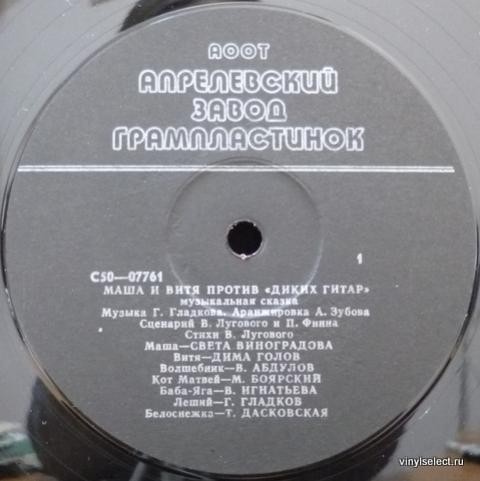 АООТ
АПРЕЛЕВСКИЙ
ЗАВОД
ГРАМПЛАСТИНОК
1
С50—07761
МАША И ВИТЯ ПРОТИВ «ДИКИХ ГИТАР»
музыкальная сказка
Музыка Г. Гладкова. Аранжировка А. Зубова
Сценарий В. Лугового и П. Финна
Стихи В. Лугового
Маша—СВЕТА ВИНОГРАДОВА
Витя—ДИМА ГОЛОВ
Волшебник—В. АБДУЛОВ
Кот Матвей—М. БОЯРСКИЙ
Баба-Яга—В. ИГНАТЬЕВА
Леший—Г. ГЛАДКОВ
Белоснежка—Т. ДАСКОВСКАЯ
vinylselect.ru